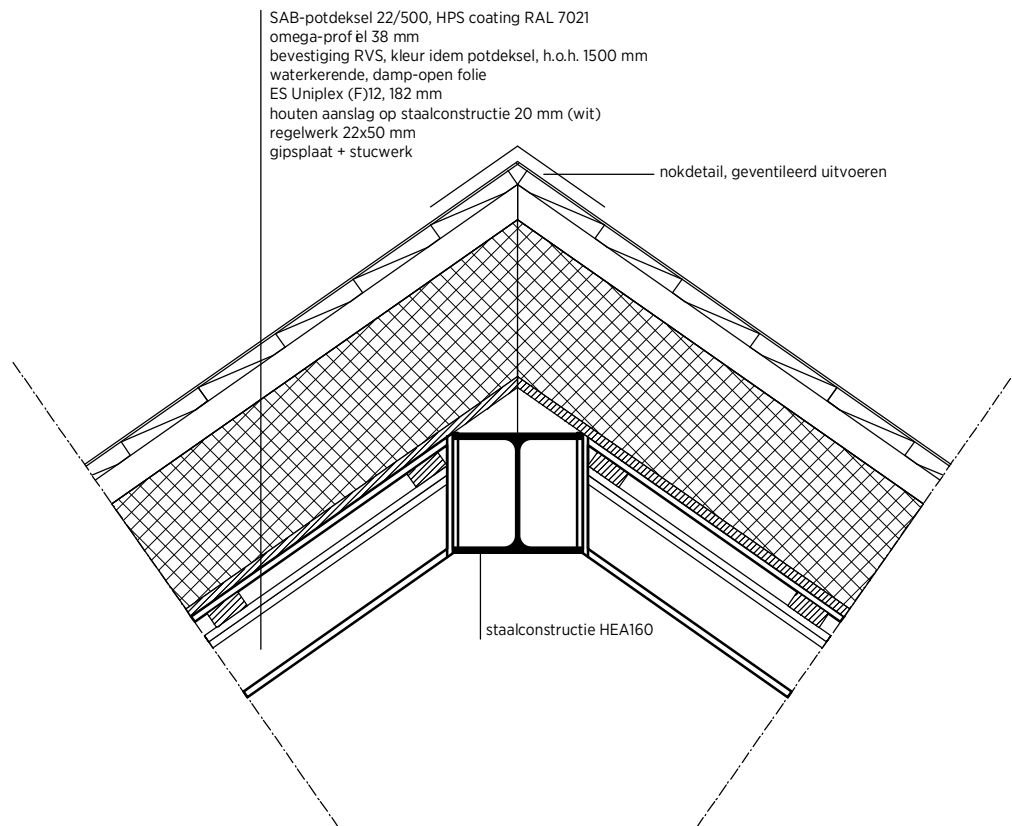 SAB-potdeksel 22/500, HPS coating RAL 7021
omega-profiel 38 mm
bevestiging RVS, kleur idem potdeksel, h.o.h. 1500 mm
waterkerende, damp-open folie
ES Uniplex (F)12, 182 mm
houten aanslag op staalconstructie 20 mm (wit)
regelwerk 22x50 mm
gipsplaat + stucwerk
nokdetail, geventileerd uitvoeren
staalconstructie HEA160